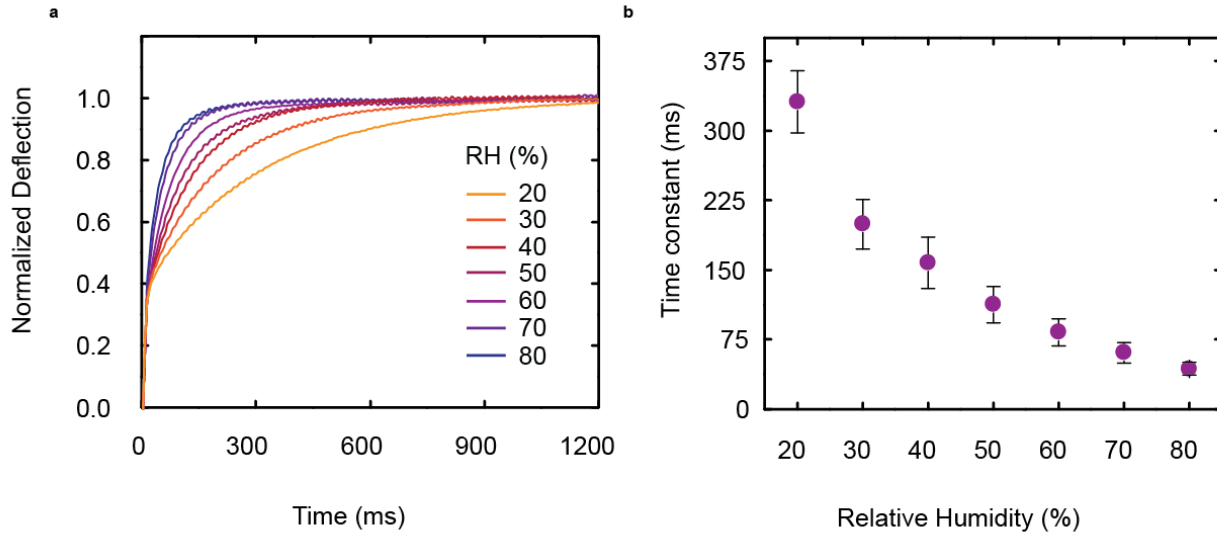 a
Normalized Deflection
1.0
0.8
0.6
0.4
0.2
0.0
RH (%)
20
30
40
50
60
70
80
0 300 600 900 1200
Time (ms)
b
Time constant (ms)
375
300
225
150
75
0
20 30 40 50 60 70 80
Relative Humidity (%)